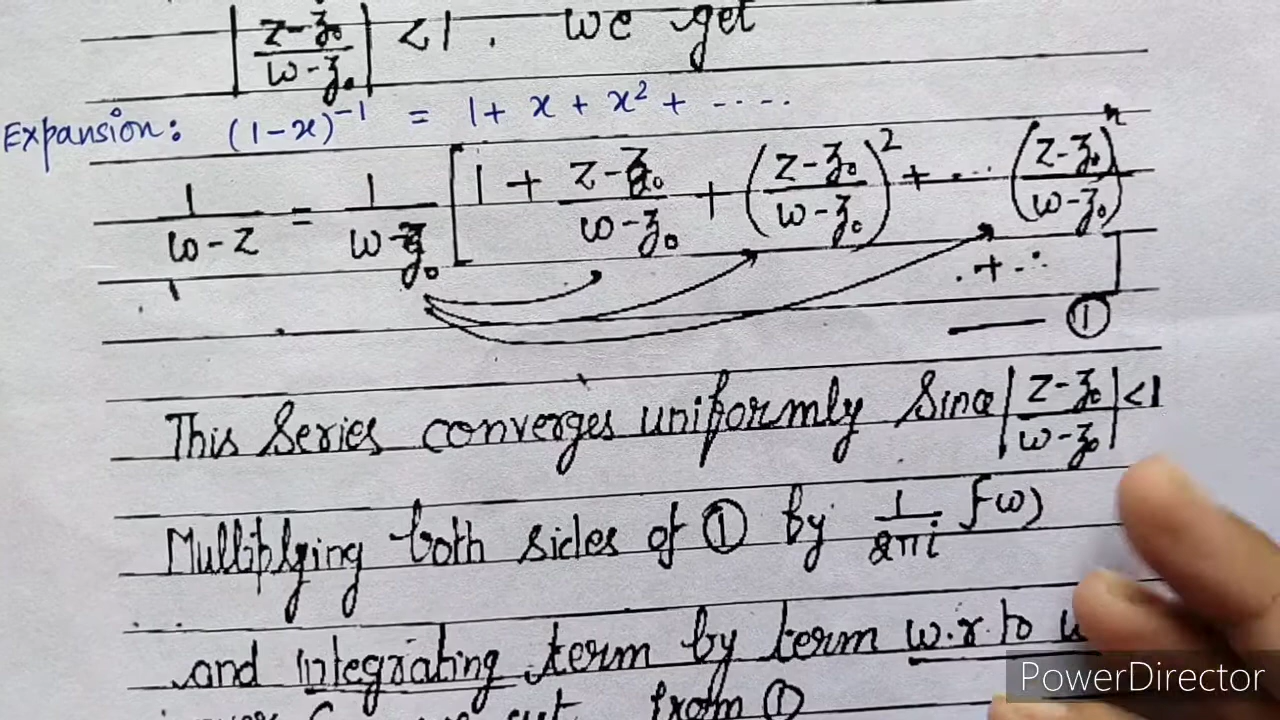 |z-z₀ / w-z₀| < 1. we get
Expansion: (1-x)⁻¹ = 1 + x + x² + ....
1/(w-z) = 1/(w-z₀) [1 + (z-z₀)/(w-z₀) + ((z-z₀)/(w-z₀))² + ... ((z-z₀)/(w-z₀))ⁿ
. + ...]
— ①
This Series converges uniformly Since |z-z₀ / w-z₀| < 1
Multiplying both sides of ① by 1/2πi f(w)
and integrating term by term w.r.to
from ①
PowerDirector